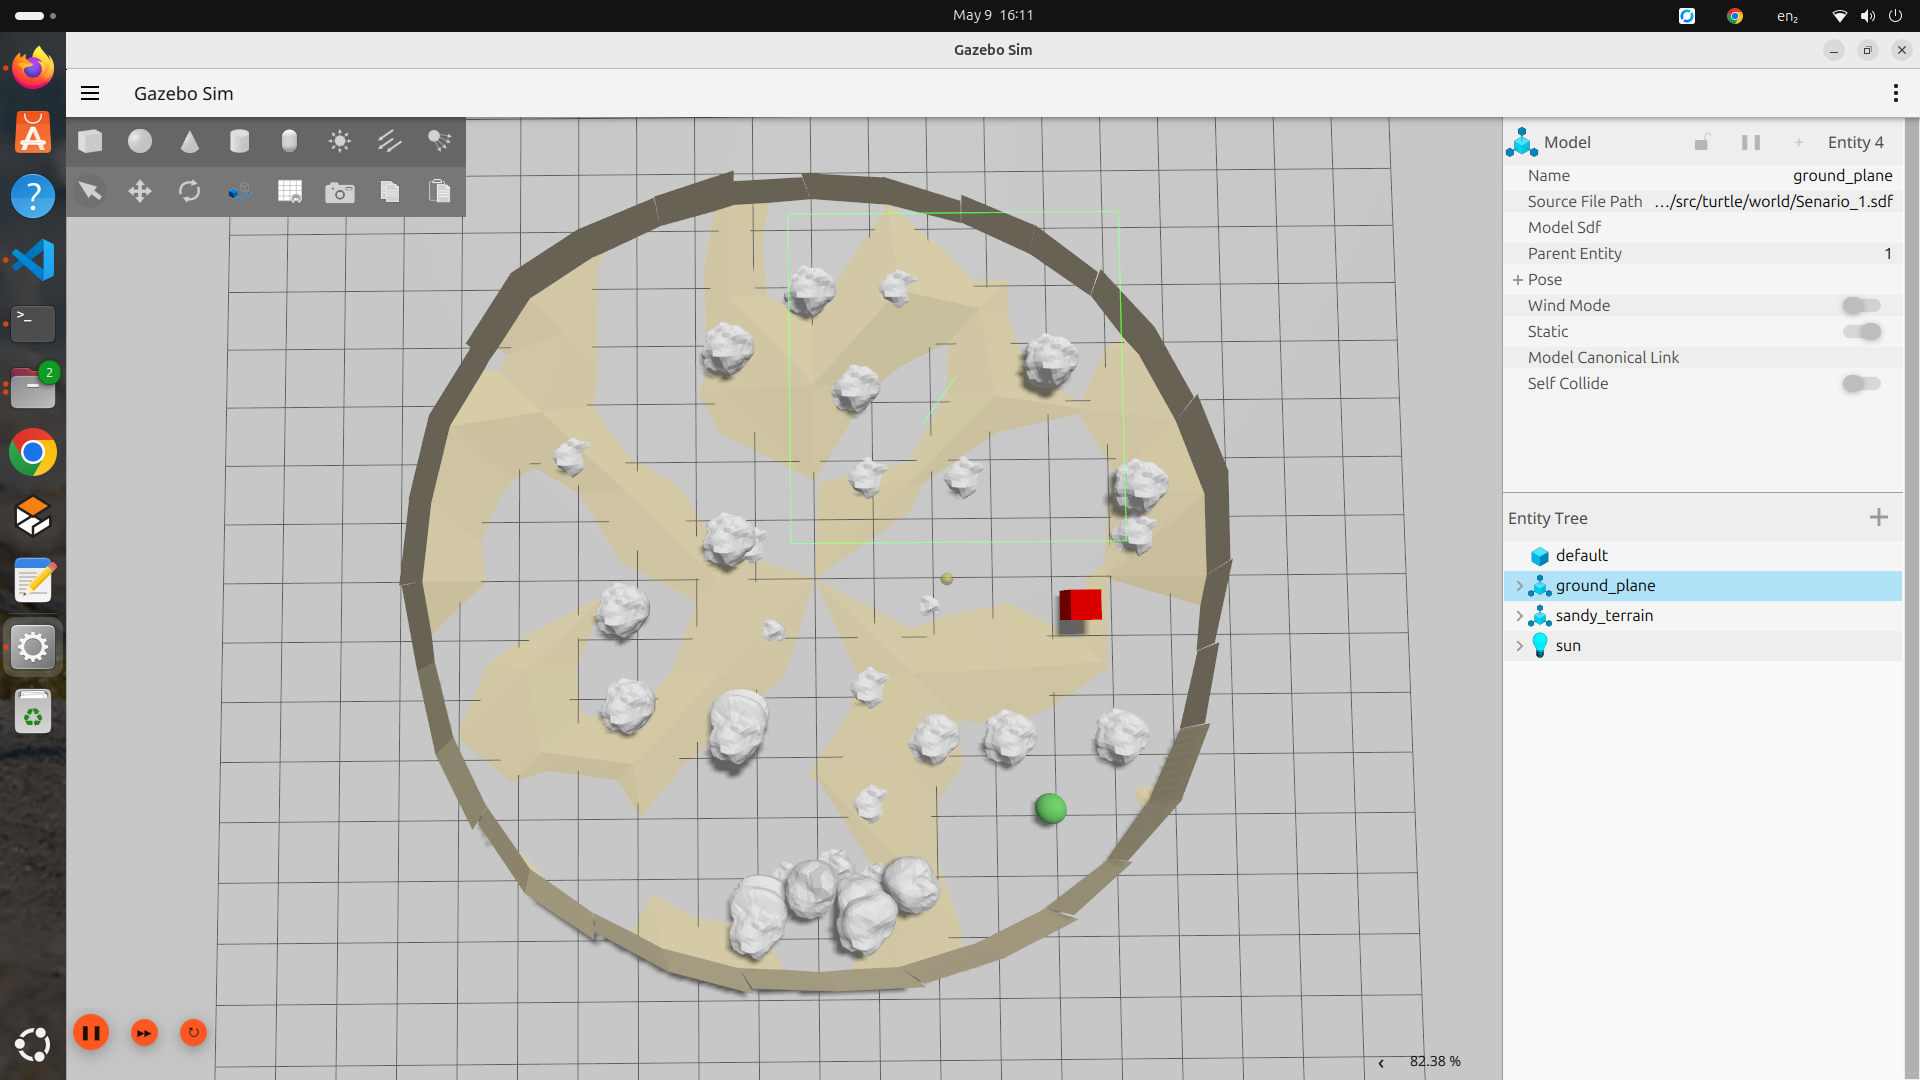 May 9 16:11
en₂
Gazebo Sim
Gazebo Sim
Model
Entity 4
Name
ground_plane
Source File Path
…/src/turtle/world/Senario_1.sdf
Model Sdf
Parent Entity
1
Pose
Wind Mode
Static
Model Canonical Link
Self Collide
Entity Tree
default
ground_plane
sandy_terrain
sun
2
82.38 %